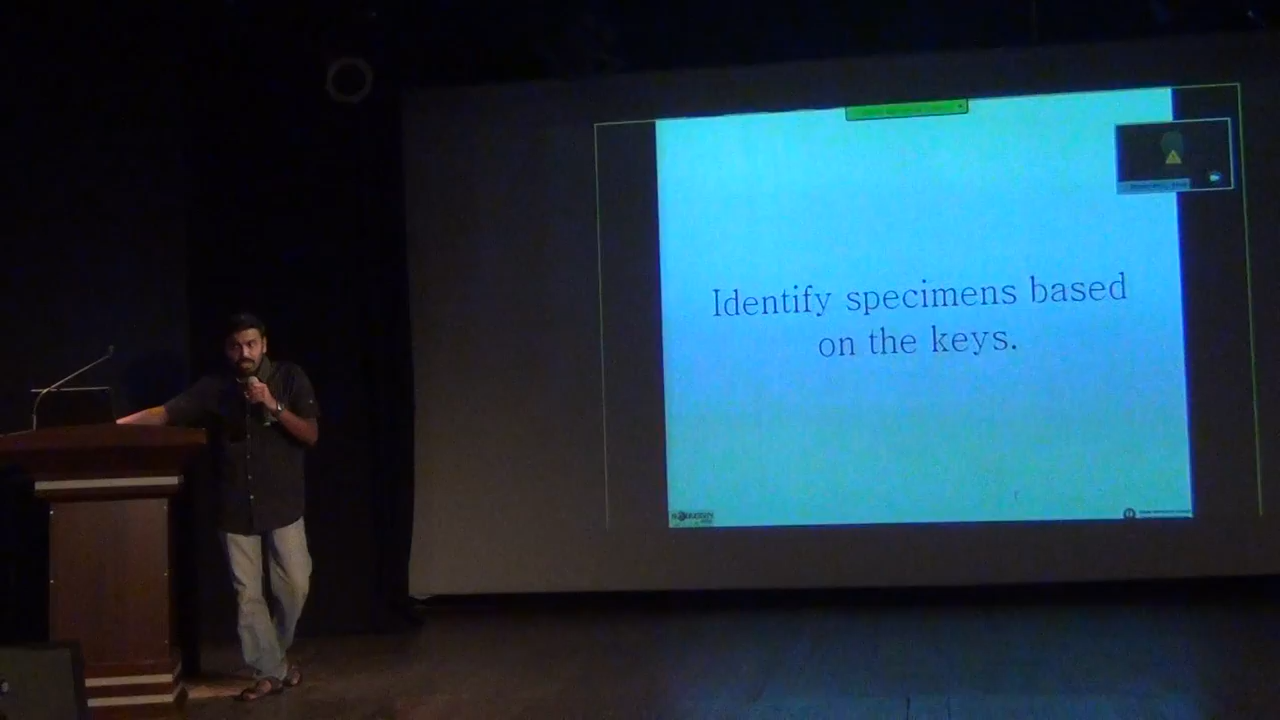 Identify specimens based
on the keys.